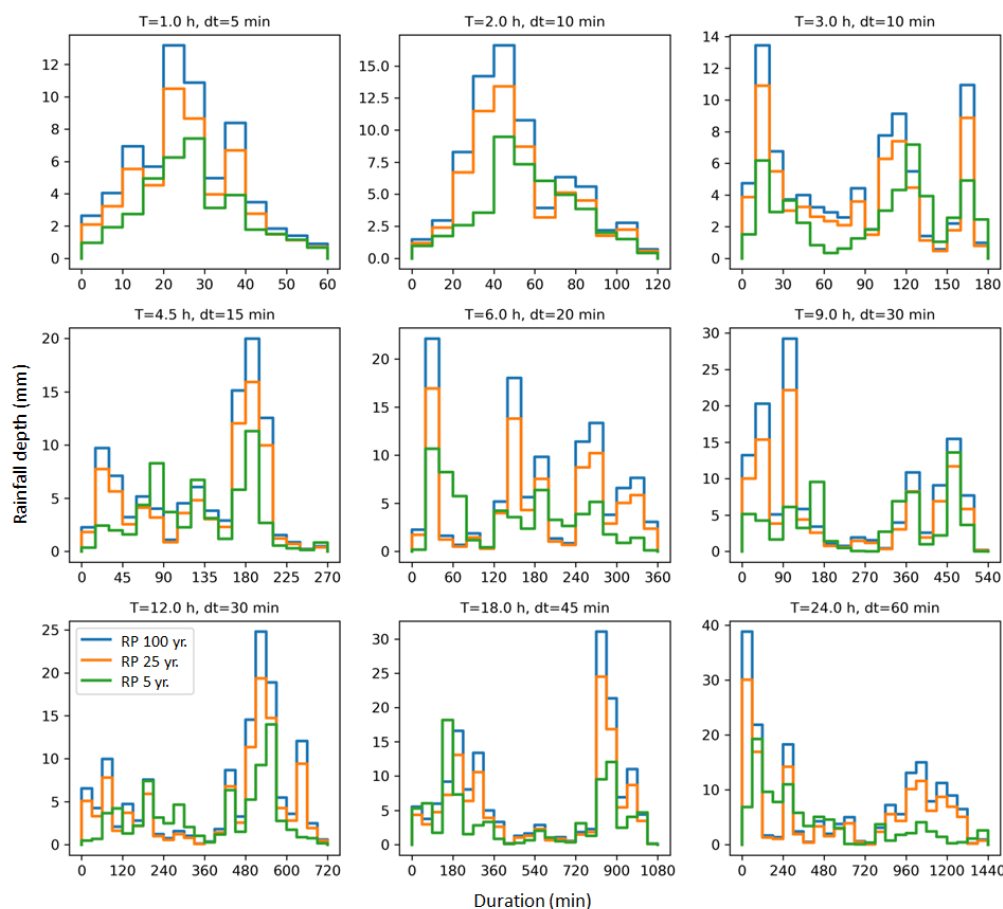 T=1.0 h, dt=5 min
12
10
8
6
4
2
0
0 10 20 30 40 50 60
T=2.0 h, dt=10 min
15.0
12.5
10.0
7.5
5.0
2.5
0.0
0 20 40 60 80 100 120
T=3.0 h, dt=10 min
14
12
10
8
6
4
2
0
0 30 60 90 120 150 180
Rainfall depth (mm)
T=4.5 h, dt=15 min
20
15
10
5
0
0 45 90 135 180 225 270
T=6.0 h, dt=20 min
20
15
10
5
0
0 60 120 180 240 300 360
T=9.0 h, dt=30 min
30
25
20
15
10
5
0
0 90 180 270 360 450 540
T=12.0 h, dt=30 min
25
20
15
10
5
0
RP 100 yr.
RP 25 yr.
RP 5 yr.
0 120 240 360 480 600 720
T=18.0 h, dt=45 min
30
25
20
15
10
5
0
0 180 360 540 720 900 1080
T=24.0 h, dt=60 min
40
30
20
10
0
0 240 480 720 960 1200 1440
Duration (min)